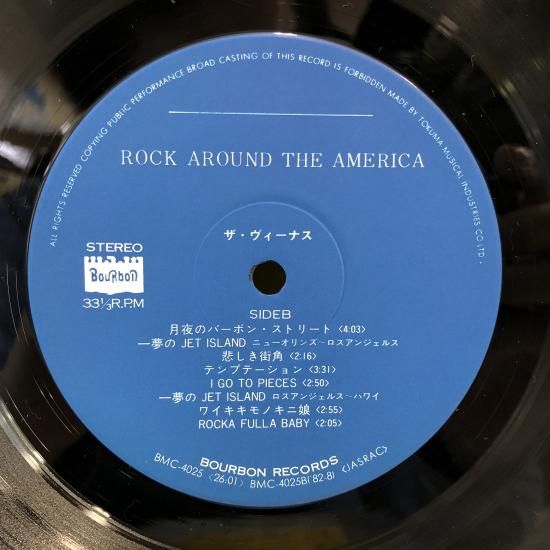 ALL RIGHTS RESERVED COPYING PUBLIC PERFORMANCE BROAD CASTING OF THIS RECORD IS FORBIDDEN MADE BY TOKUMA MUSICAL INDUSTRIES CO LTD・
ROCK AROUND THE AMERICA
ザ・ヴィーナス
STEREO
BouRboN
33⅓R.P.M
SIDEB
月夜のバーボン・ストリート〈4:03〉
─夢の JET ISLAND ニューオリンズ～ロスアンジェルス
悲しき街角〈2:16〉
テンプテーション〈3:31〉
I GO TO PIECES〈2:50〉
─夢の JET ISLAND ロスアンジェルス～ハワイ
ワイキキモノキニ娘〈2:55〉
ROCKA FULLA BABY〈2:05〉
BOURBON RECORDS
BMC-4025〈26:01〉BMC-4025B('82-8)〈JASRAC〉